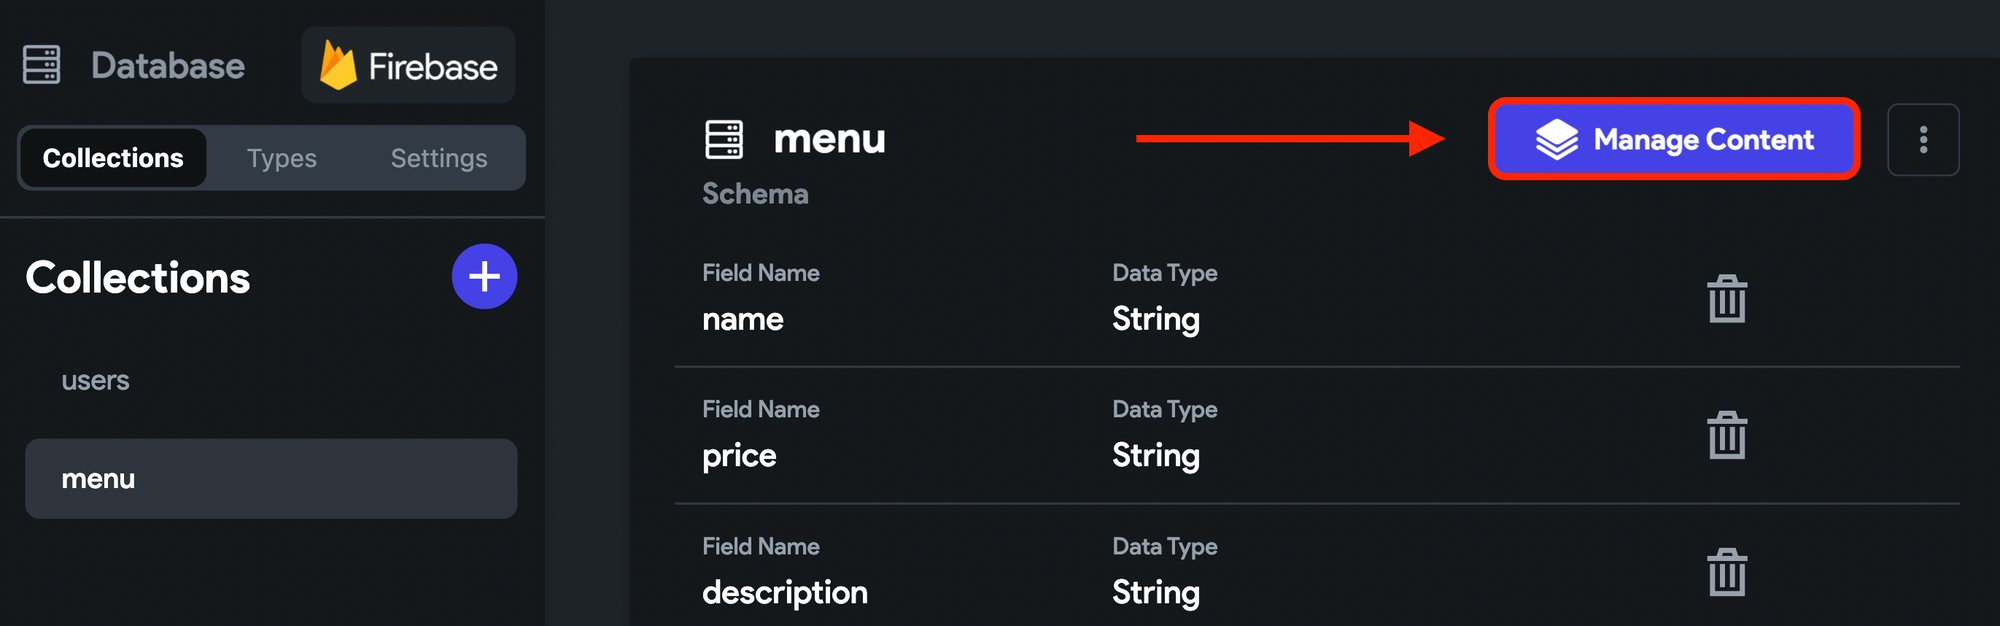 Database
Firebase
Collections Types Settings
Collections
users
menu
menu
Manage Content
Schema
Field Name Data Type
name String
Field Name Data Type
price String
Field Name Data Type
description String